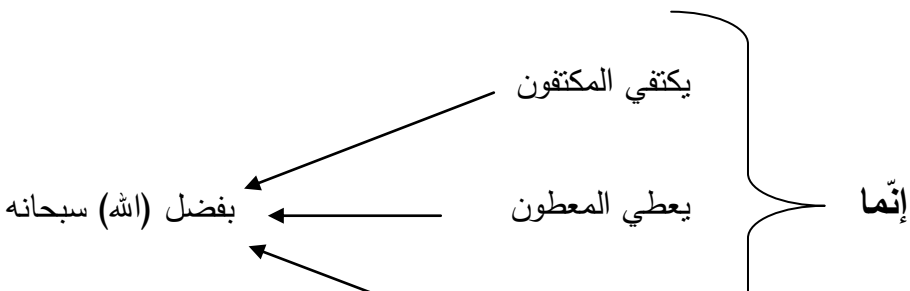 يكتفي المكتفون
إنّما يعطي المعطون بفضل (الله) سبحانه